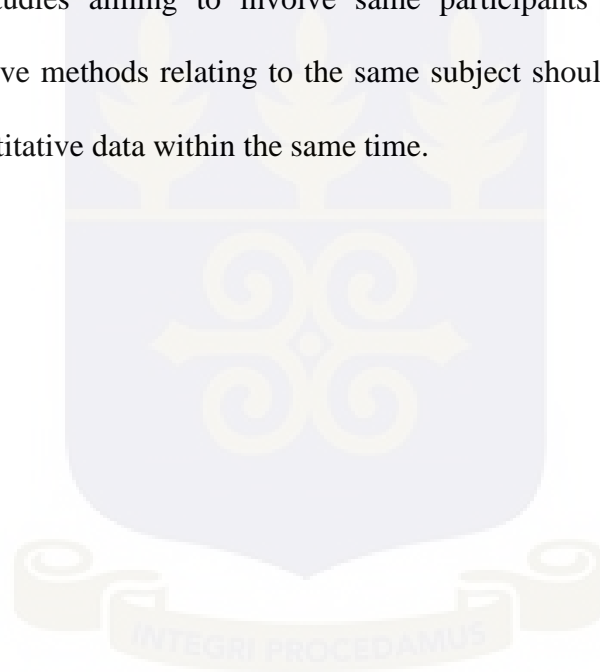 udies aiming to involve same participants
ve methods relating to the same subject shoul
titative data within the same time.
INTEGRI PROCEDAMUS